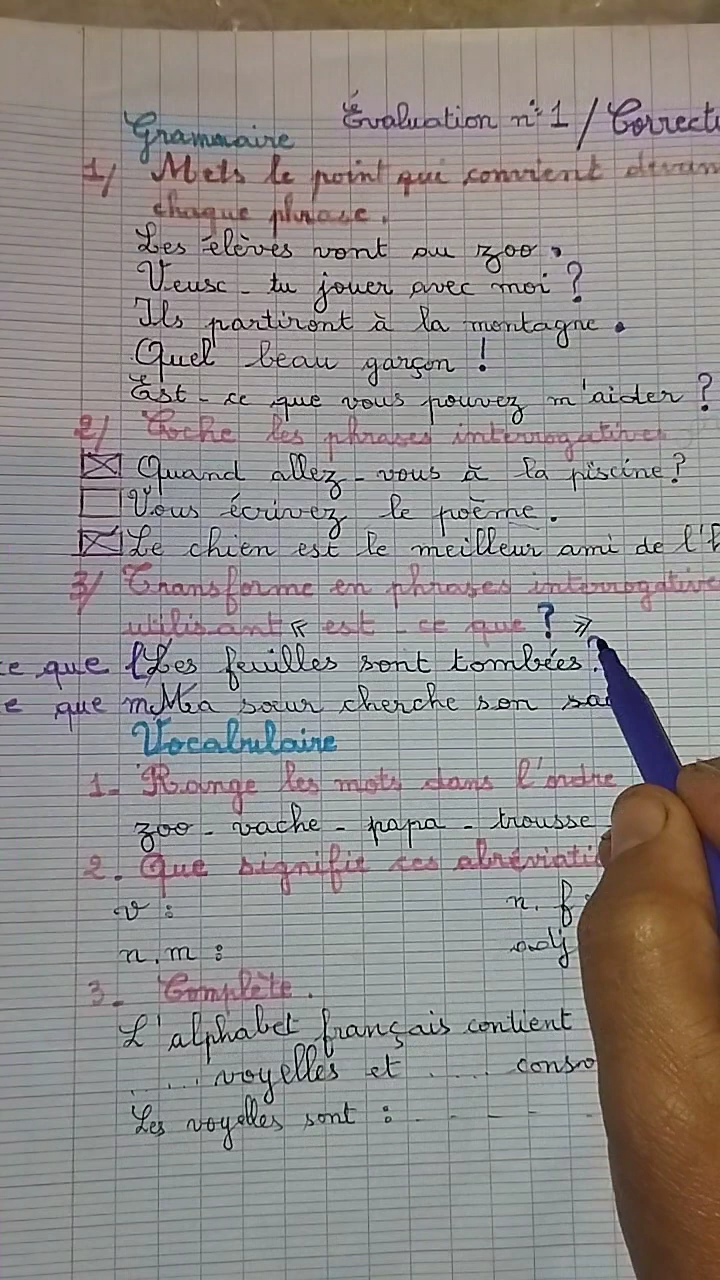 Évaluation n°1 / Correct
Grammaire
1/ Mets le point qui convient devan
chaque phrase.
Les élèves vont au zoo.
Veux-tu jouer avec moi ?
Ils partiront à la montagne.
Quel beau garçon !
Est-ce que vous pouvez m'aider ?
2/ Coche les phrases interrogatives
Quand allez-vous à la piscine ?
Vous écrivez le poème.
Le chien est le meilleur ami de l'h
3/ Transforme en phrases interrogative
utilisant « est-ce que ? »
ce que l Les feuilles sont tombées ?
e que m Ma sœur cherche son sa
Vocabulaire
1- Range les mots dans l'ordre
zoo - vache - papa - trousse
2. Que signifie ces abréviati
v :
n. f :
n.m :
adj
3- Complète.
L'alphabet français contient
..... voyelles et ..... conso
Les voyelles sont : - - - -